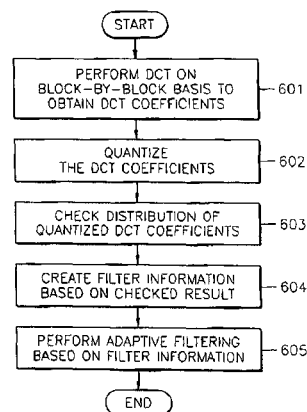 START
PERFORM DCT ON
BLOCK-BY-BLOCK BASIS TO
OBTAIN DCT COEFFICIENTS
601
QUANTIZE
THE DCT COEFFICIENTS
602
CHECK DISTRIBUTION OF
QUANTIZED DCT COEFFICIENTS
603
CREATE FILTER INFORMATION
BASED ON CHECKED RESULT
604
PERFORM ADAPTIVE FILTERING
BASED ON FILTER INFORMATION
605
END